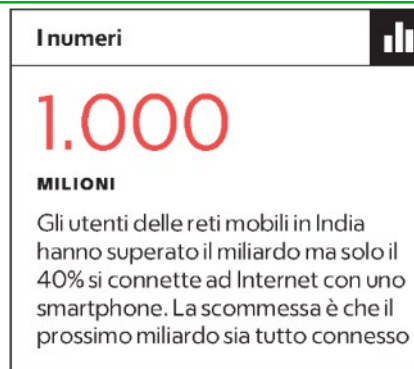 I numeri
1.000
MILIONI
Gli utenti delle reti mobili in India
hanno superato il miliardo ma solo il
40% si connette ad Internet con uno
smartphone. La scommessa è che il
prossimo miliardo sia tutto connesso